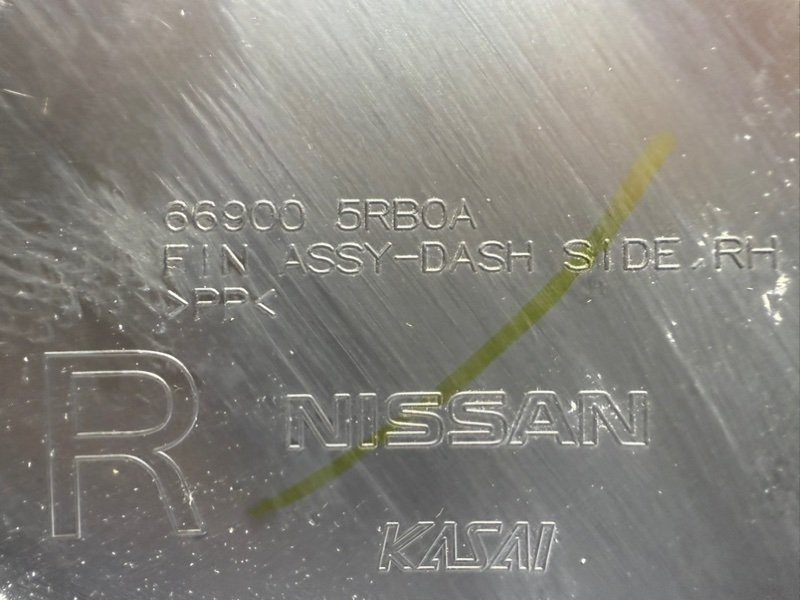 66900 5RB0A
FIN ASSY-DASH SIDE RH
>PP<
R
NISSAN
KASAI